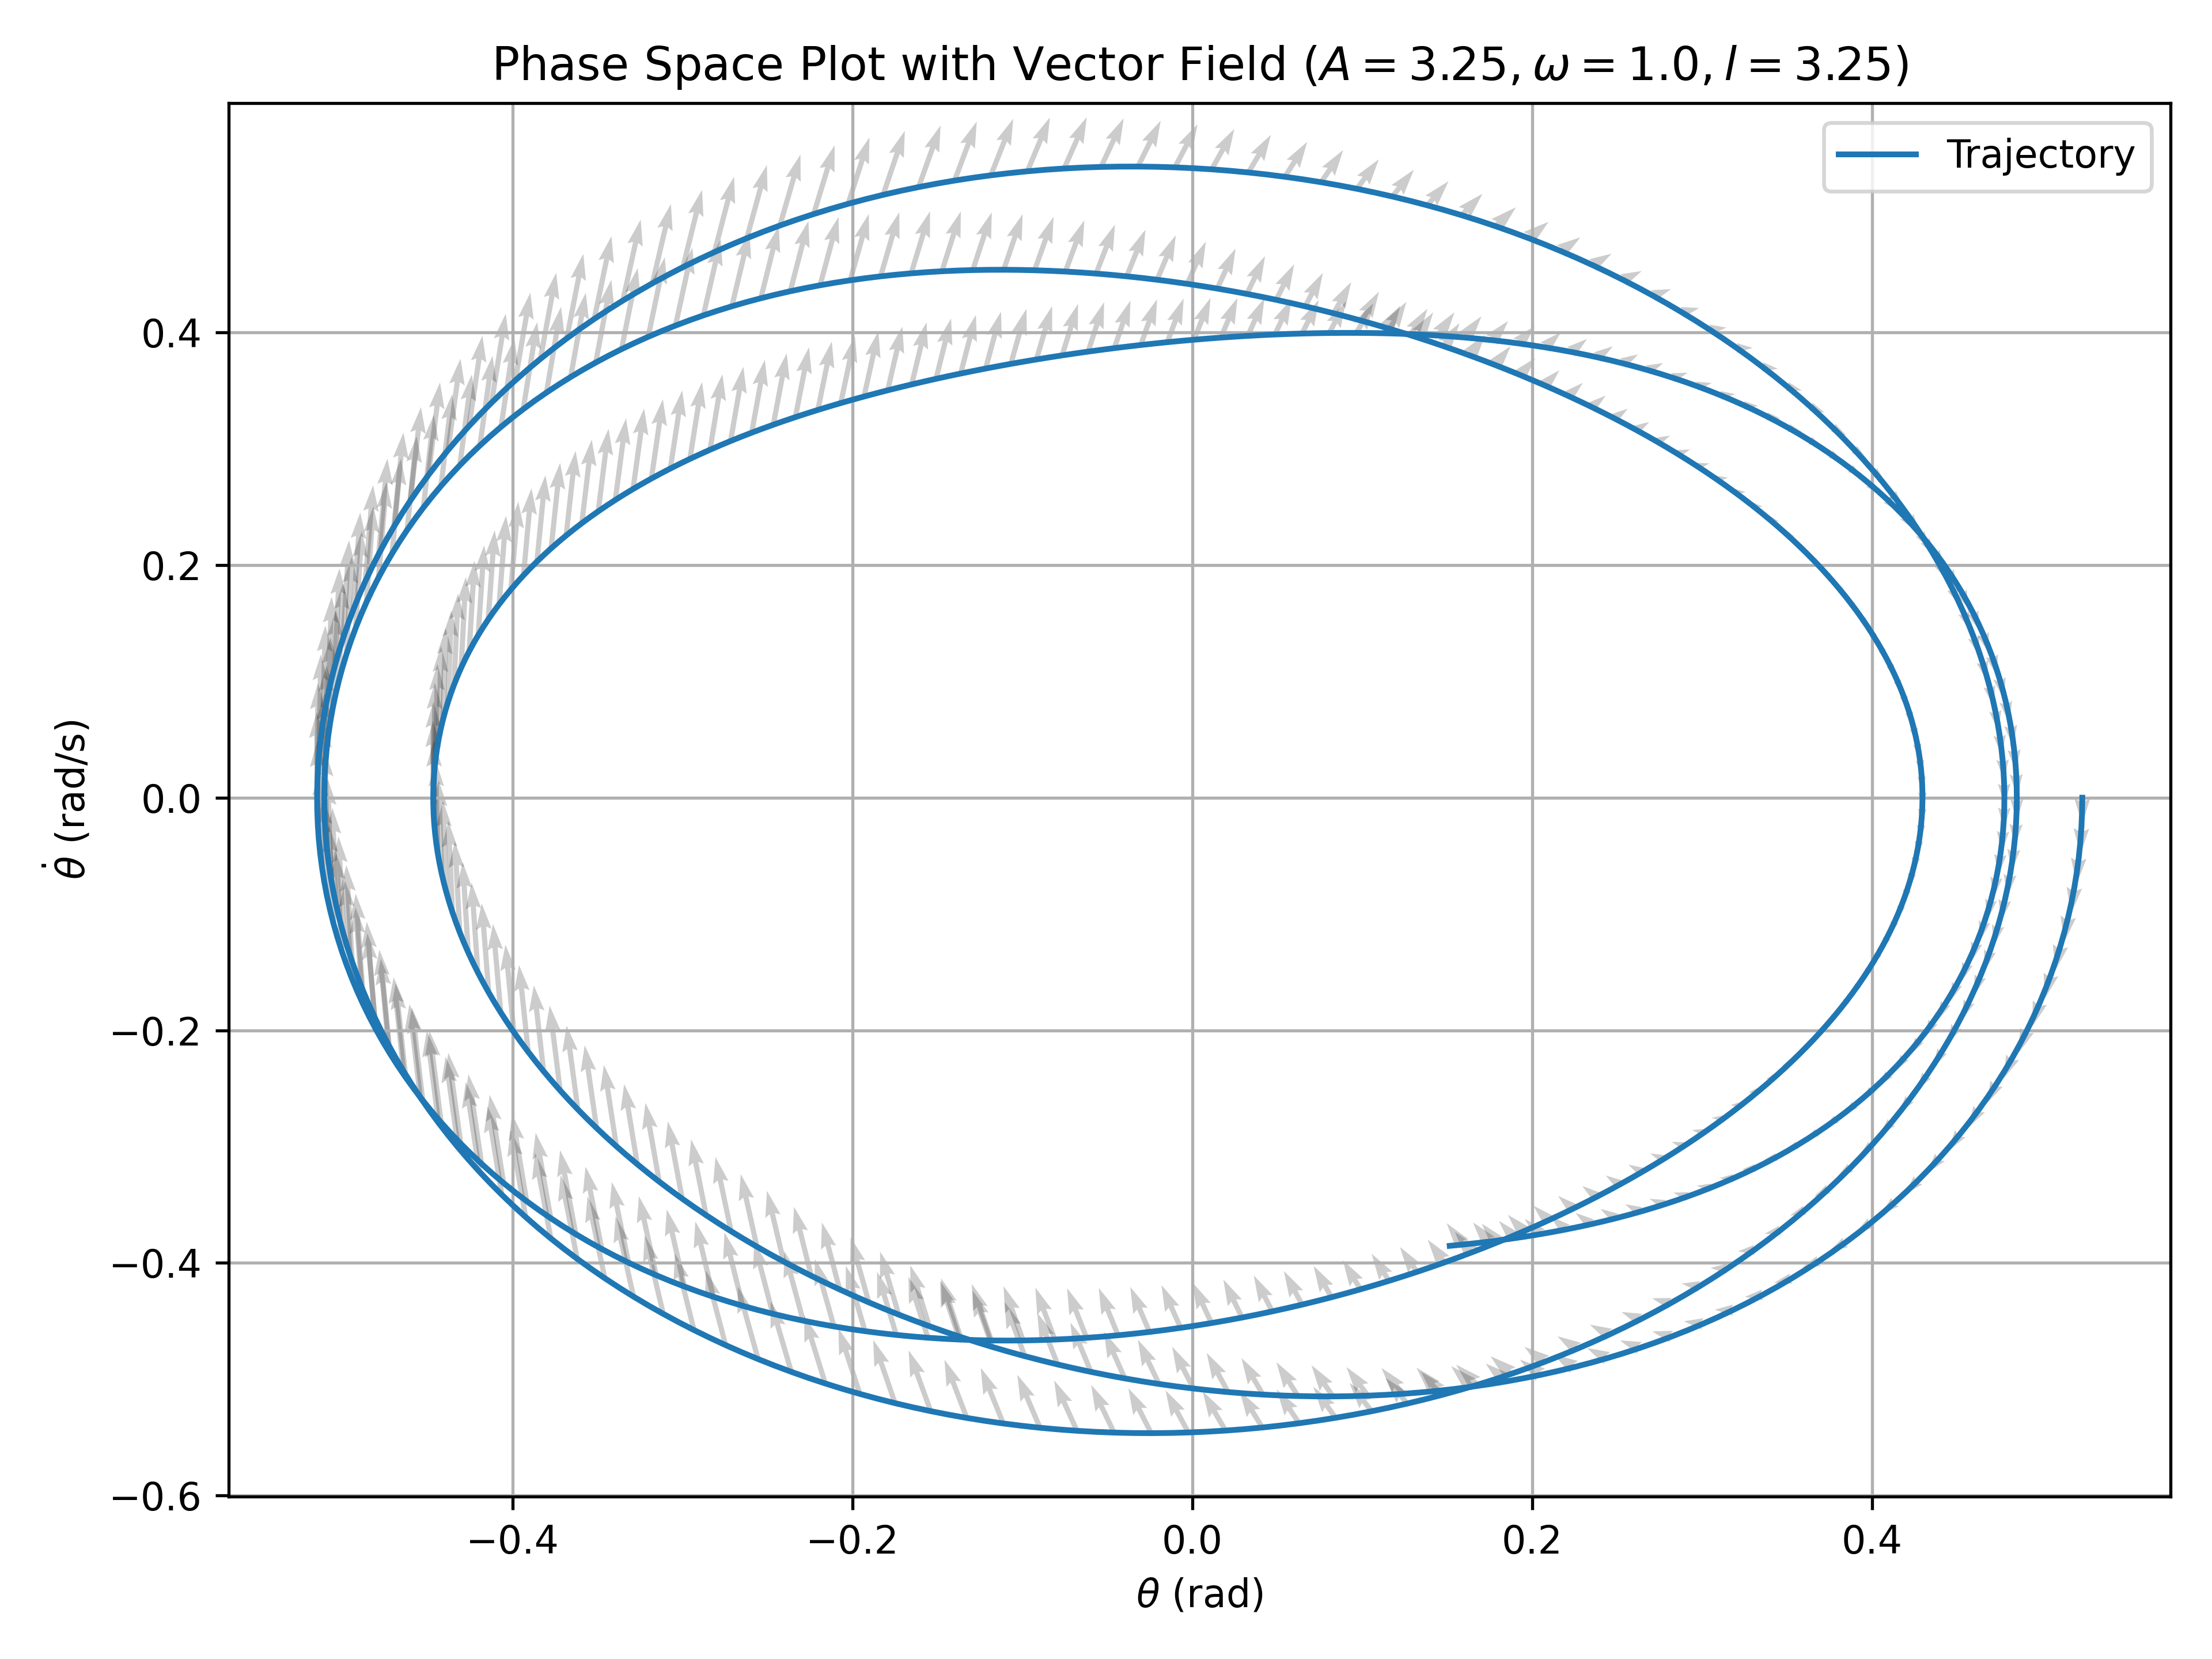 Phase Space Plot with Vector Field (A = 3.25, ω = 1.0, l = 3.25)
Trajectory
0.4
0.2
0.0
−0.2
−0.4
−0.6
θ̇ (rad/s)
−0.4 −0.2 0.0 0.2 0.4
θ (rad)